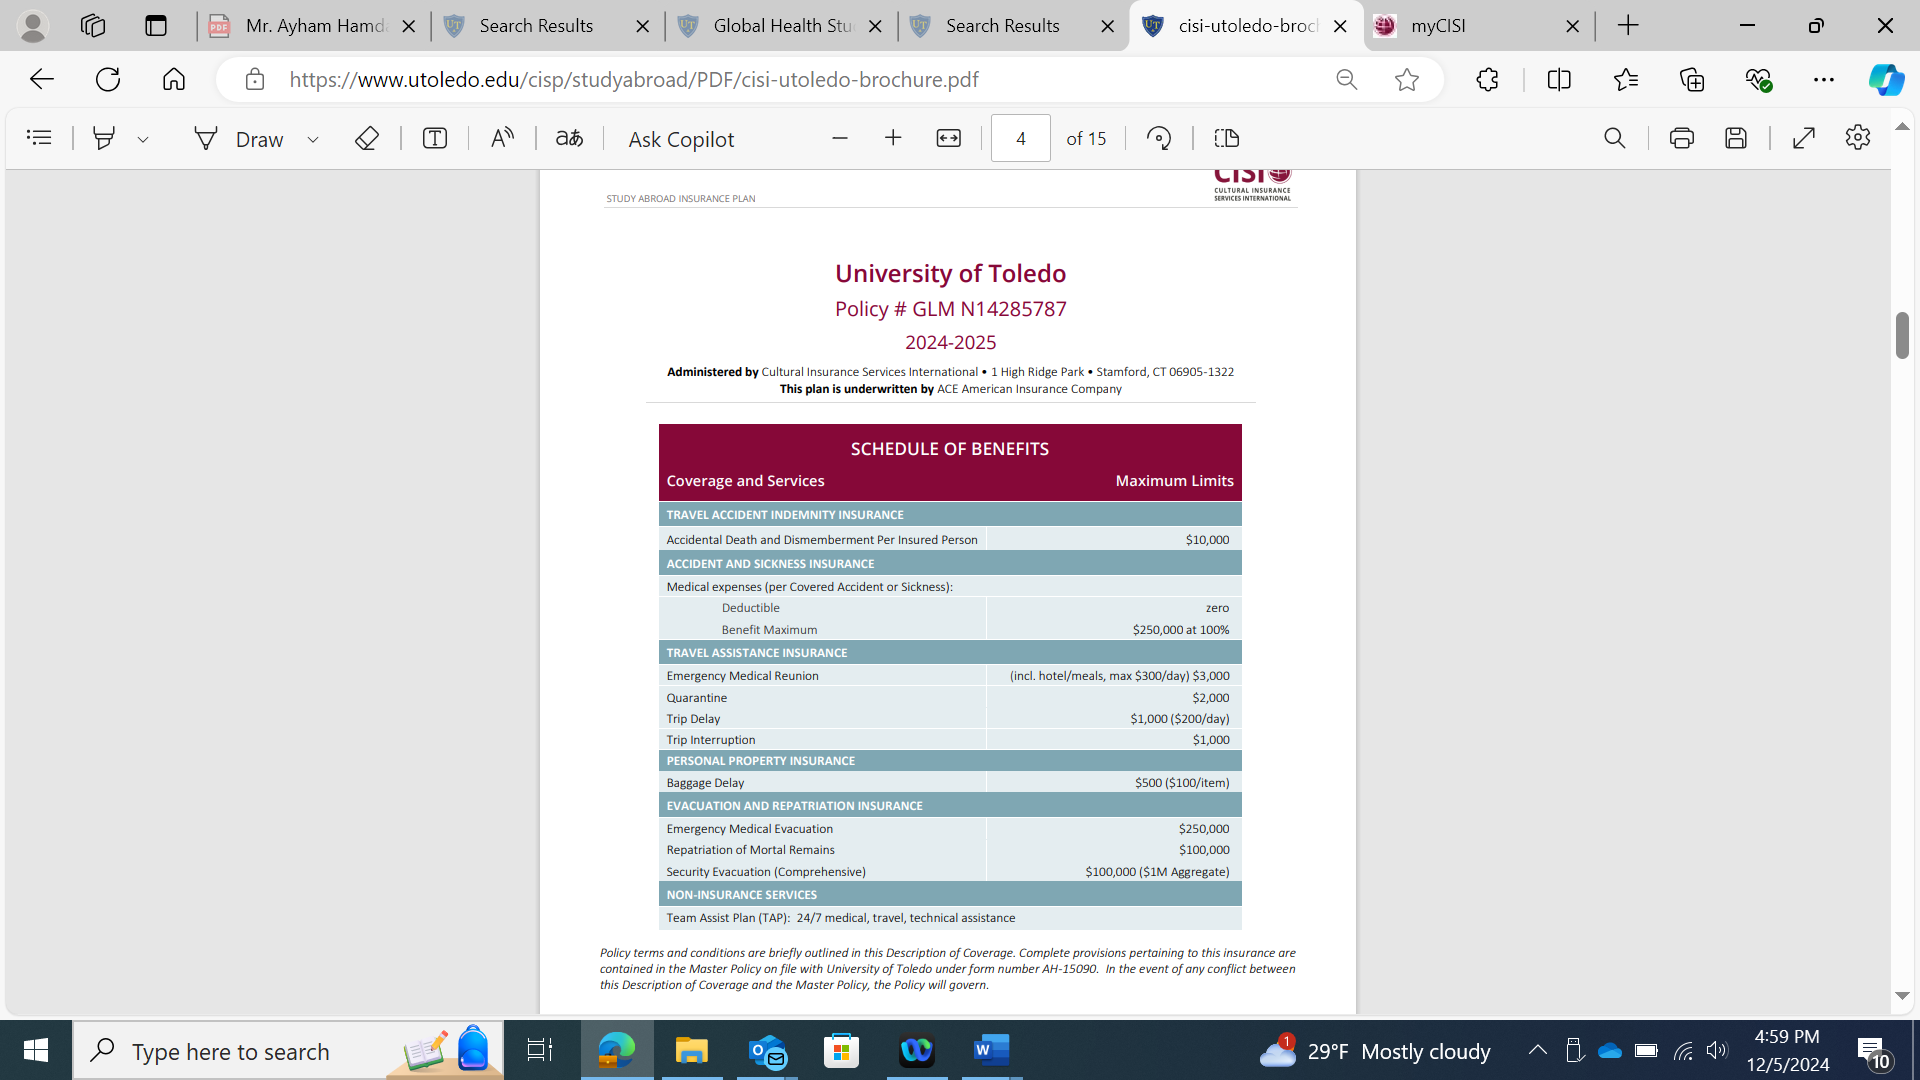 Mr. Ayham Hamd
Search Results
Global Health Stu
Search Results
cisi-utoledo-broch
myCISI
https://www.utoledo.edu/cisp/studyabroad/PDF/cisi-utoledo-brochure.pdf
Draw
aあ
Ask Copilot
4
of 15
CISI
CULTURAL INSURANCE
SERVICES INTERNATIONAL
STUDY ABROAD INSURANCE PLAN
University of Toledo
Policy # GLM N14285787
2024-2025
Administered by Cultural Insurance Services International • 1 High Ridge Park • Stamford, CT 06905-1322
This plan is underwritten by ACE American Insurance Company
SCHEDULE OF BENEFITS
Coverage and Services Maximum Limits
TRAVEL ACCIDENT INDEMNITY INSURANCE
Accidental Death and Dismemberment Per Insured Person $10,000
ACCIDENT AND SICKNESS INSURANCE
Medical expenses (per Covered Accident or Sickness):
Deductible zero
Benefit Maximum $250,000 at 100%
TRAVEL ASSISTANCE INSURANCE
Emergency Medical Reunion (incl. hotel/meals, max $300/day) $3,000
Quarantine $2,000
Trip Delay $1,000 ($200/day)
Trip Interruption $1,000
PERSONAL PROPERTY INSURANCE
Baggage Delay $500 ($100/item)
EVACUATION AND REPATRIATION INSURANCE
Emergency Medical Evacuation $250,000
Repatriation of Mortal Remains $100,000
Security Evacuation (Comprehensive) $100,000 ($1M Aggregate)
NON-INSURANCE SERVICES
Team Assist Plan (TAP): 24/7 medical, travel, technical assistance
Policy terms and conditions are briefly outlined in this Description of Coverage. Complete provisions pertaining to this insurance are
contained in the Master Policy on file with University of Toledo under form number AH-15090. In the event of any conflict between
this Description of Coverage and the Master Policy, the Policy will govern.
Type here to search
1
29°F Mostly cloudy
4:59 PM
12/5/2024
10